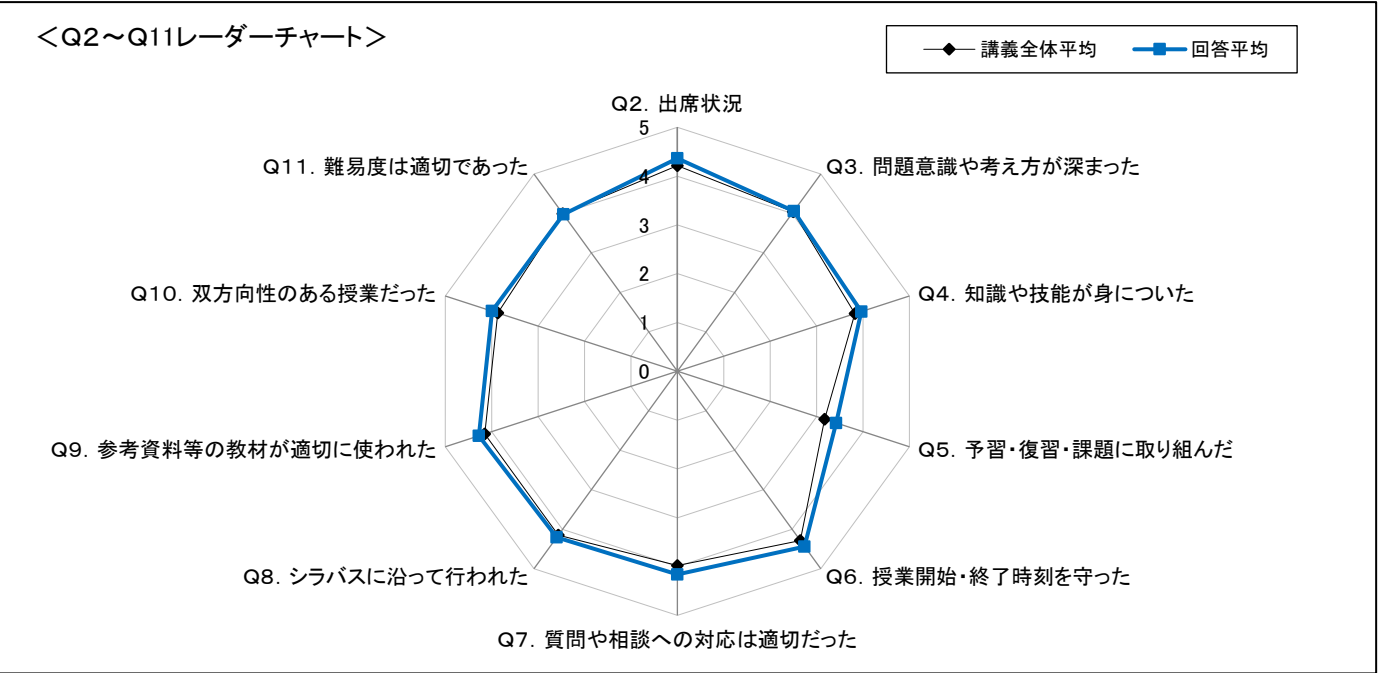 ＜Q2～Q11レーダーチャート＞
講義全体平均
回答平均
Q2．出席状況
Q3．問題意識や考え方が深まった
Q4．知識や技能が身についた
Q5．予習・復習・課題に取り組んだ
Q6．授業開始・終了時刻を守った
Q7．質問や相談への対応は適切だった
Q8．シラバスに沿って行われた
Q9．参考資料等の教材が適切に使われた
Q10．双方向性のある授業だった
Q11．難易度は適切であった
5
4
3
2
1
0